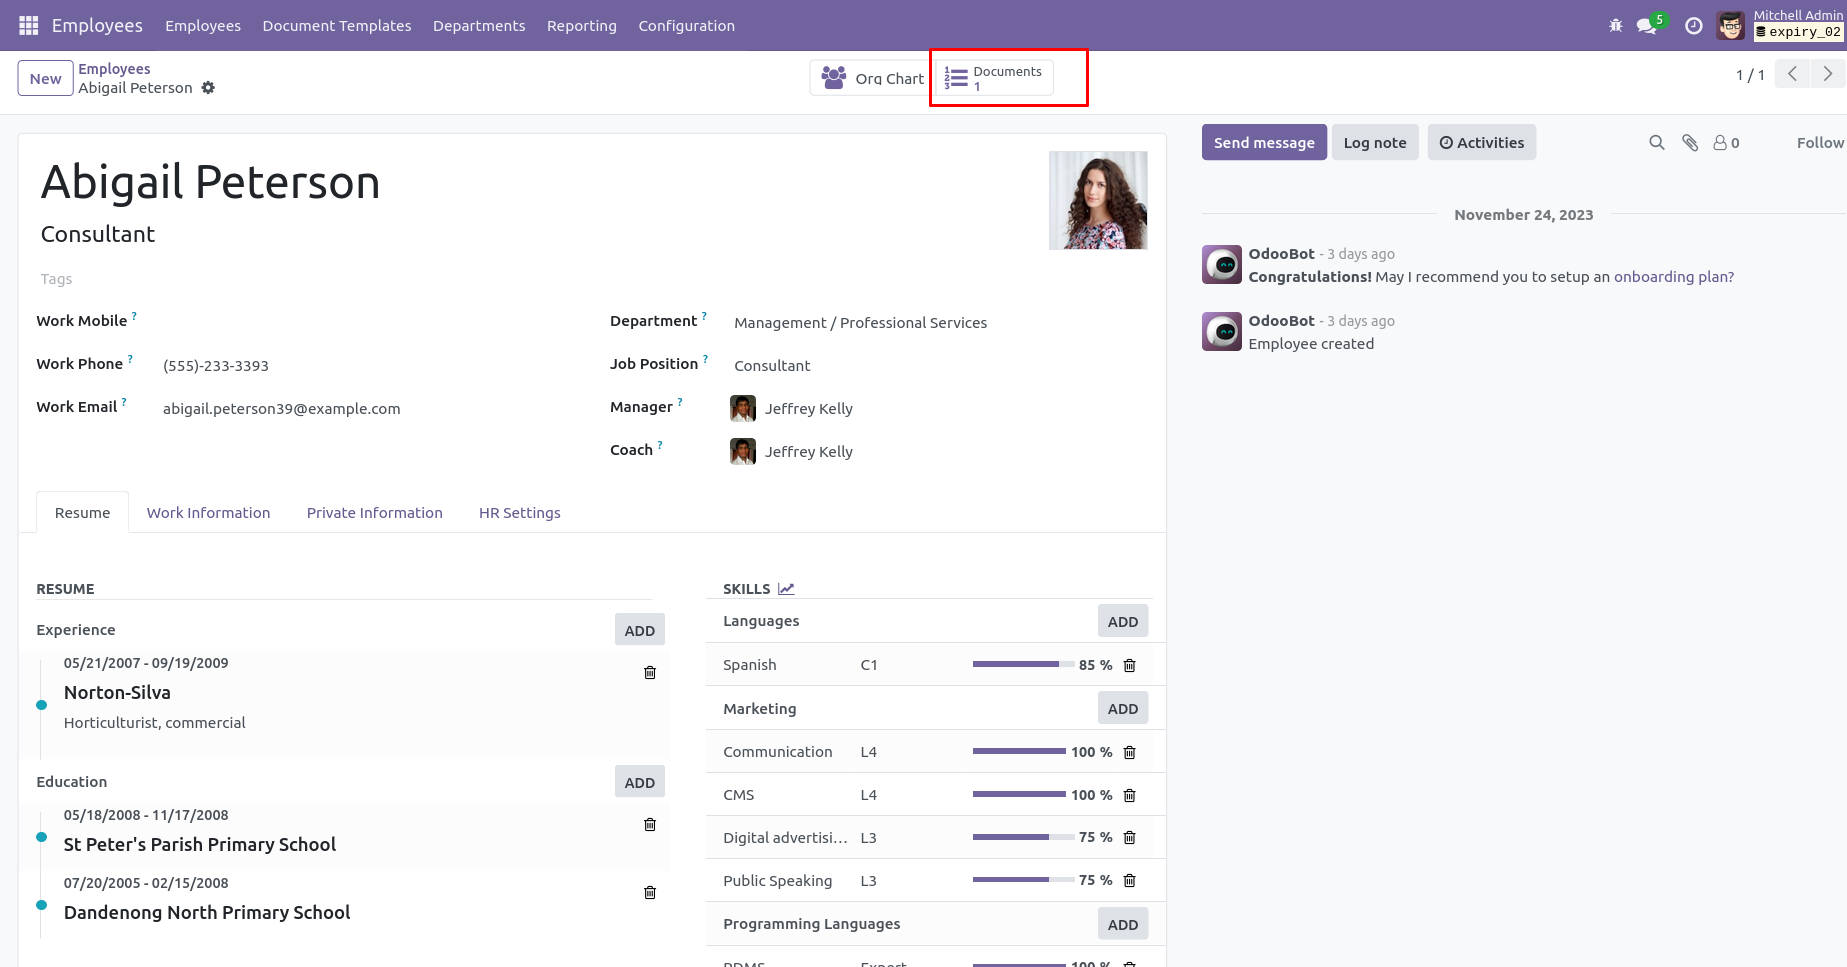 Employees Employees Document Templates Departments Reporting Configuration 5 Mitchell Admin
expiry_02
New Employees
Abigail Peterson
Org Chart
Documents
1
1 / 1
Send message Log note Activities 0 Follow
Abigail Peterson
Consultant
Tags
Work Mobile ?
Work Phone ? (555)-233-3393
Work Email ? abigail.peterson39@example.com
Department ? Management / Professional Services
Job Position ? Consultant
Manager ? Jeffrey Kelly
Coach ? Jeffrey Kelly
Resume Work Information Private Information HR Settings
RESUME
Experience ADD
05/21/2007 - 09/19/2009
Norton-Silva
Horticulturist, commercial
Education ADD
05/18/2008 - 11/17/2008
St Peter's Parish Primary School
07/20/2005 - 02/15/2008
Dandenong North Primary School
SKILLS
Languages ADD
Spanish C1 85 %
Marketing ADD
Communication L4 100 %
CMS L4 100 %
Digital advertisi... L3 75 %
Public Speaking L3 75 %
Programming Languages ADD
RDMS Expert 100 %
November 24, 2023
OdooBot - 3 days ago
Congratulations! May I recommend you to setup an onboarding plan?
OdooBot - 3 days ago
Employee created